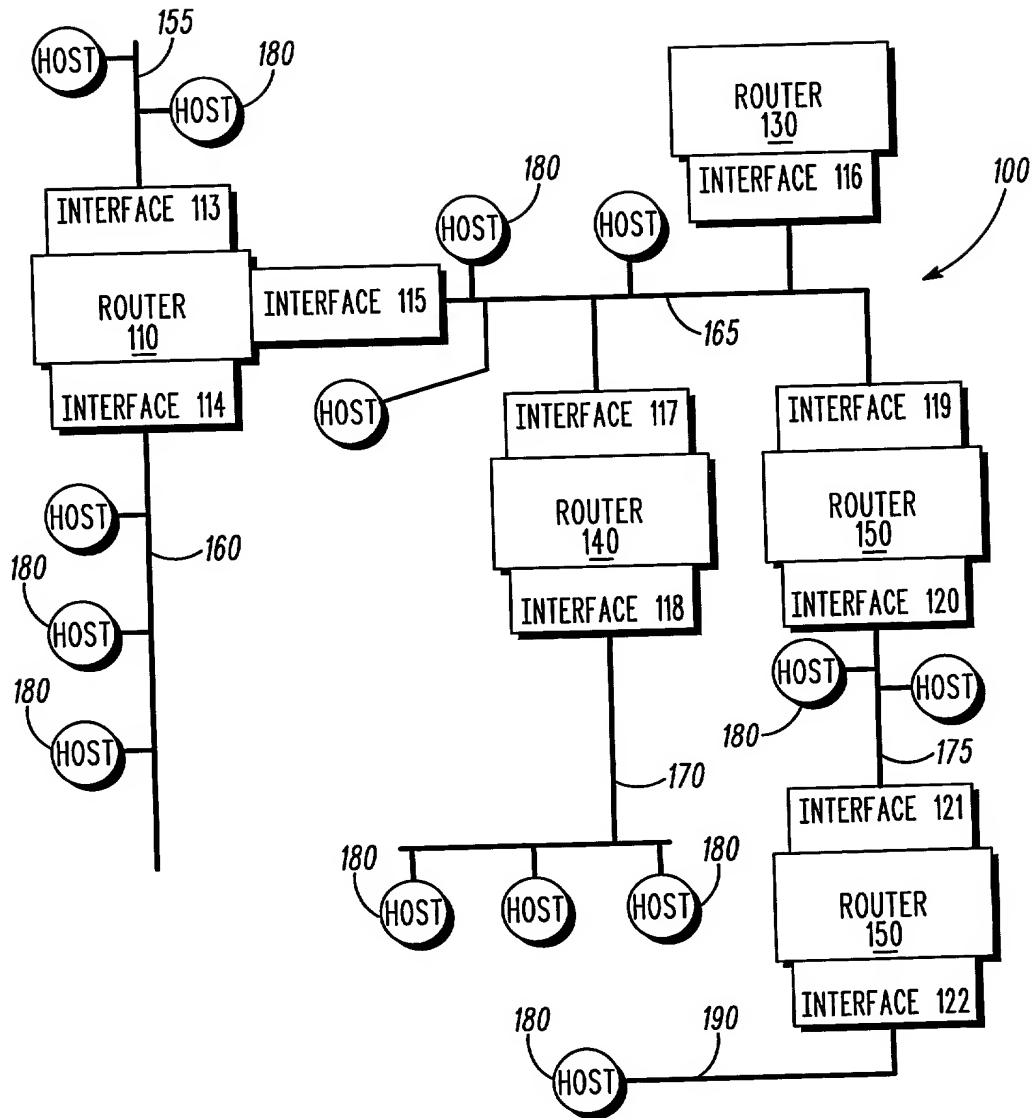 155
HOST
180
HOST
ROUTER
130
INTERFACE 116
100
180
HOST
HOST
INTERFACE 113
ROUTER
110
INTERFACE 115
INTERFACE 114
165
HOST
INTERFACE 117
ROUTER
140
INTERFACE 118
INTERFACE 119
ROUTER
150
INTERFACE 120
HOST
160
180
HOST
180
HOST
HOST
180
HOST
175
170
INTERFACE 121
ROUTER
150
INTERFACE 122
180
HOST
HOST
180
HOST
180
HOST
190